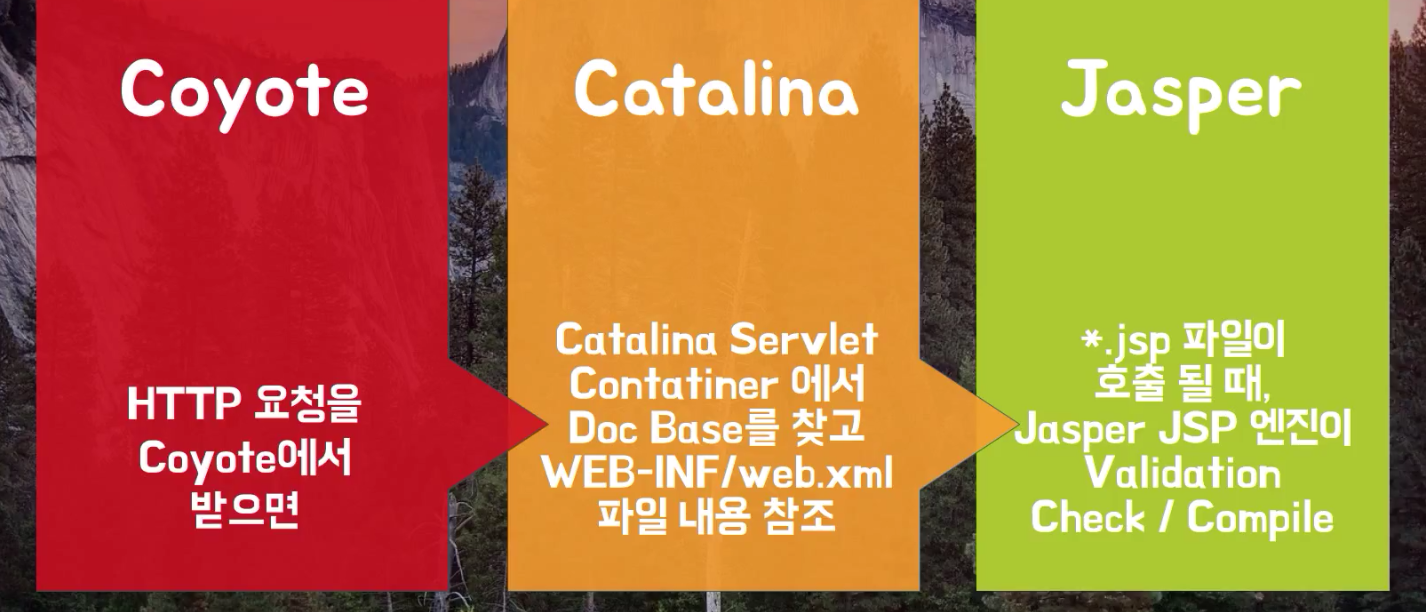 Coyote
HTTP 요청을
Coyote에서
받으면
Catalina
Catalina Servlet
Contatiner 에서
Doc Base를 찾고
WEB-INF/web.xml
파일 내용 참조
Jasper
*.jsp 파일이
호출 될 때,
Jasper JSP 엔진이
Validation
Check / Compile